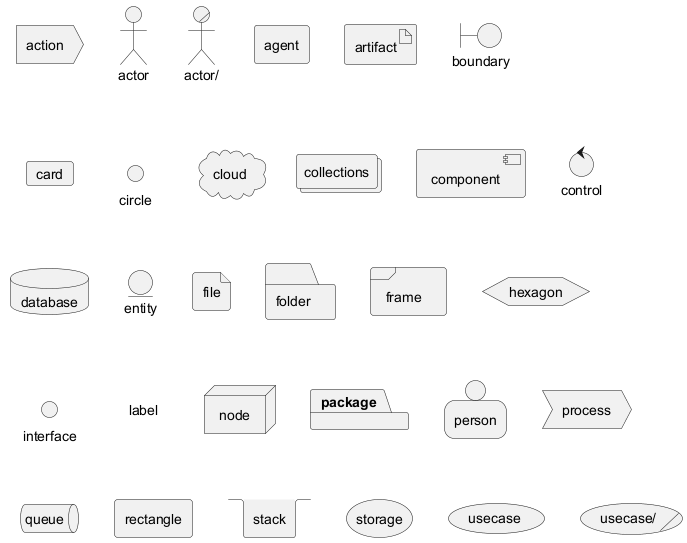 action
actor
actor/
agent
artifact
boundary
card
circle
cloud
collections
component
control
database
entity
file
folder
frame
hexagon
interface
label
node
package
person
process
queue
rectangle
stack
storage
usecase
usecase/